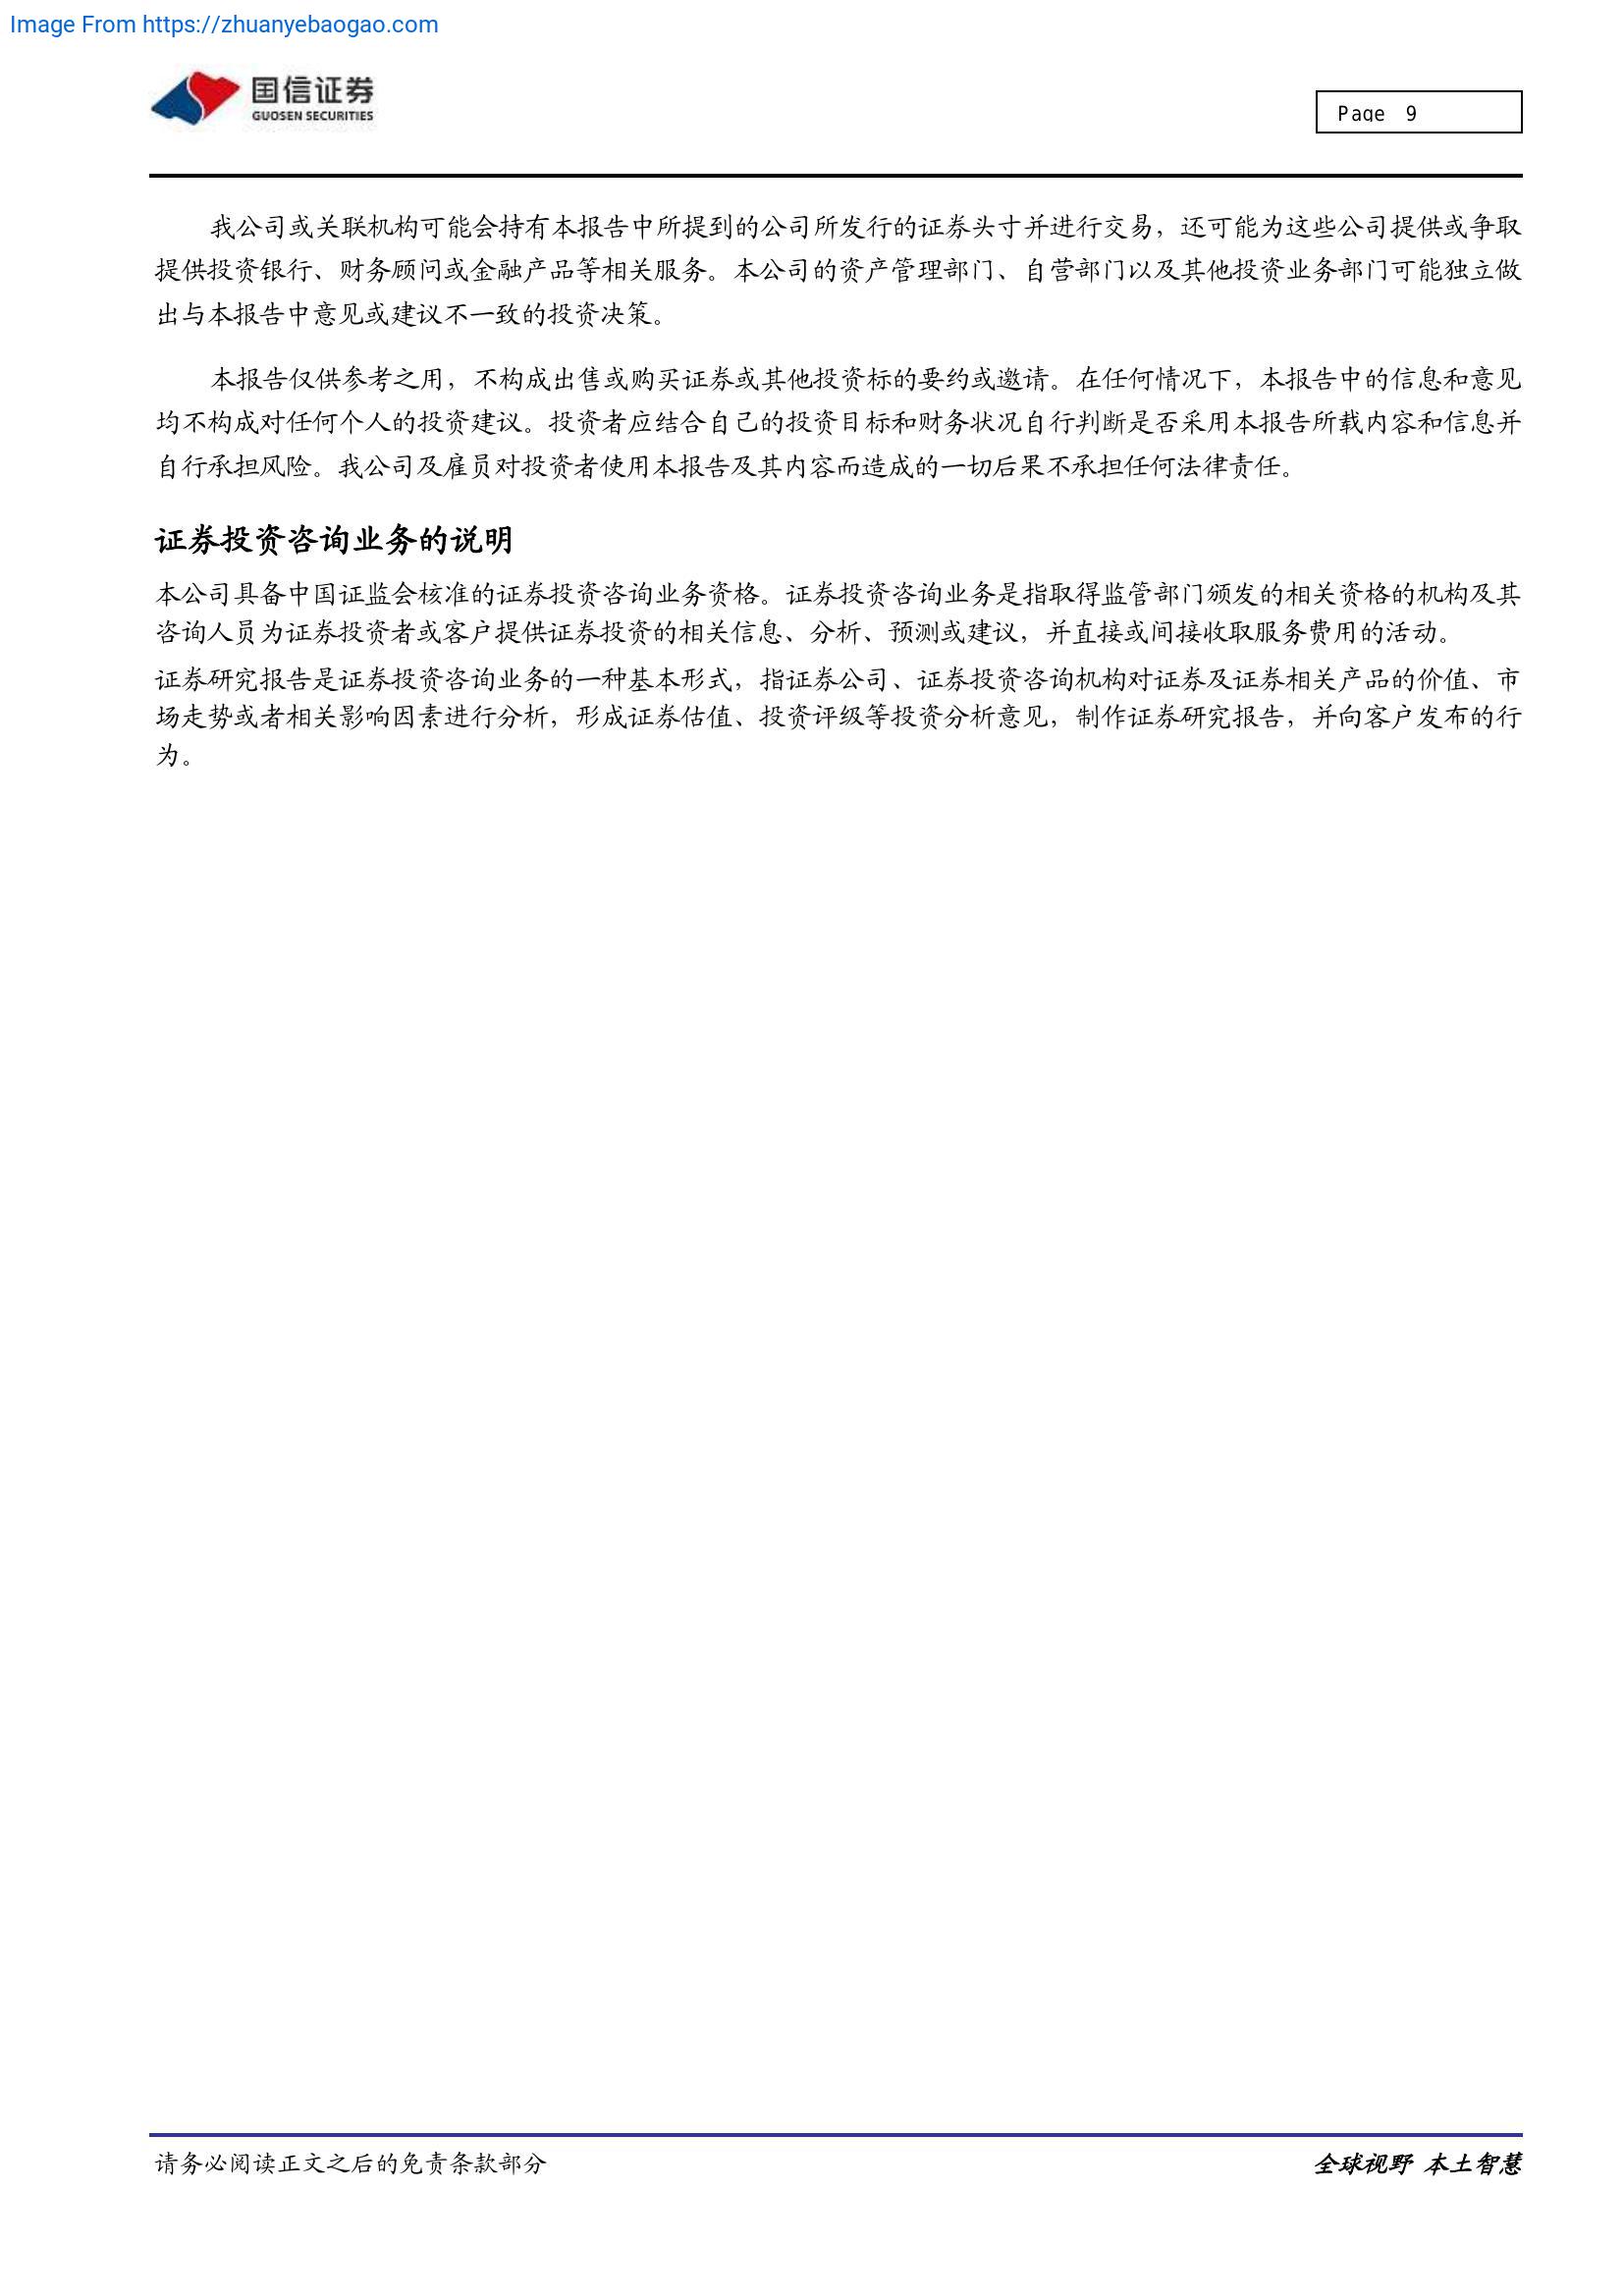 Image From https://zhuanyebaogao.com
国信证券
GUOSEN SECURITIES
Page 9
我公司或关联机构可能会持有本报告中所提到的公司所发行的证券头寸并进行交易，还可能为这些公司提供或争取
提供投资银行、财务顾问或金融产品等相关服务。本公司的资产管理部门、自营部门以及其他投资业务部门可能独立做
出与本报告中意见或建议不一致的投资决策。
本报告仅供参考之用，不构成出售或购买证券或其他投资标的要约或邀请。在任何情况下，本报告中的信息和意见
均不构成对任何个人的投资建议。投资者应结合自己的投资目标和财务状况自行判断是否采用本报告所载内容和信息并
自行承担风险。我公司及雇员对投资者使用本报告及其内容而造成的一切后果不承担任何法律责任。
证券投资咨询业务的说明
本公司具备中国证监会核准的证券投资咨询业务资格。证券投资咨询业务是指取得监管部门颁发的相关资格的机构及其
咨询人员为证券投资者或客户提供证券投资的相关信息、分析、预测或建议，并直接或间接收取服务费用的活动。
证券研究报告是证券投资咨询业务的一种基本形式，指证券公司、证券投资咨询机构对证券及证券相关产品的价值、市
场走势或者相关影响因素进行分析，形成证券估值、投资评级等投资分析意见，制作证券研究报告，并向客户发布的行
为。
请务必阅读正文之后的免责条款部分
全球视野 本土智慧